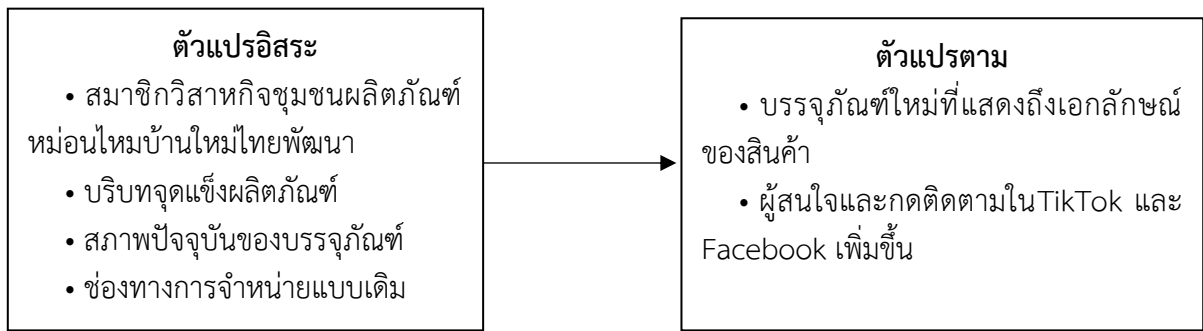 ตัวแปรอิสระ
• สมาชิกวิสาหกิจชุมชนผลิตภัณฑ์
หม่อนไหมบ้านใหม่ไทยพัฒนา
• บริบทจุดแข็งผลิตภัณฑ์
• สภาพปัจจุบันของบรรจุภัณฑ์
• ช่องทางการจำหน่ายแบบเดิม
ตัวแปรตาม
• บรรจุภัณฑ์ใหม่ที่แสดงถึงเอกลักษณ์
ของสินค้า
• ผู้สนใจและกดติดตามในTikTok และ
Facebook เพิ่มขึ้น